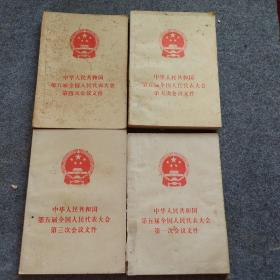 中华人民共和国
第五届全国人民代表大会
第四次会议文件
中华人民共和国
第五届全国人民代表大会
第五次会议文件
中华人民共和国
第五届全国人民代表大会
第三次会议文件
中华人民共和国
第五届全国人民代表大会
第一次会议文件